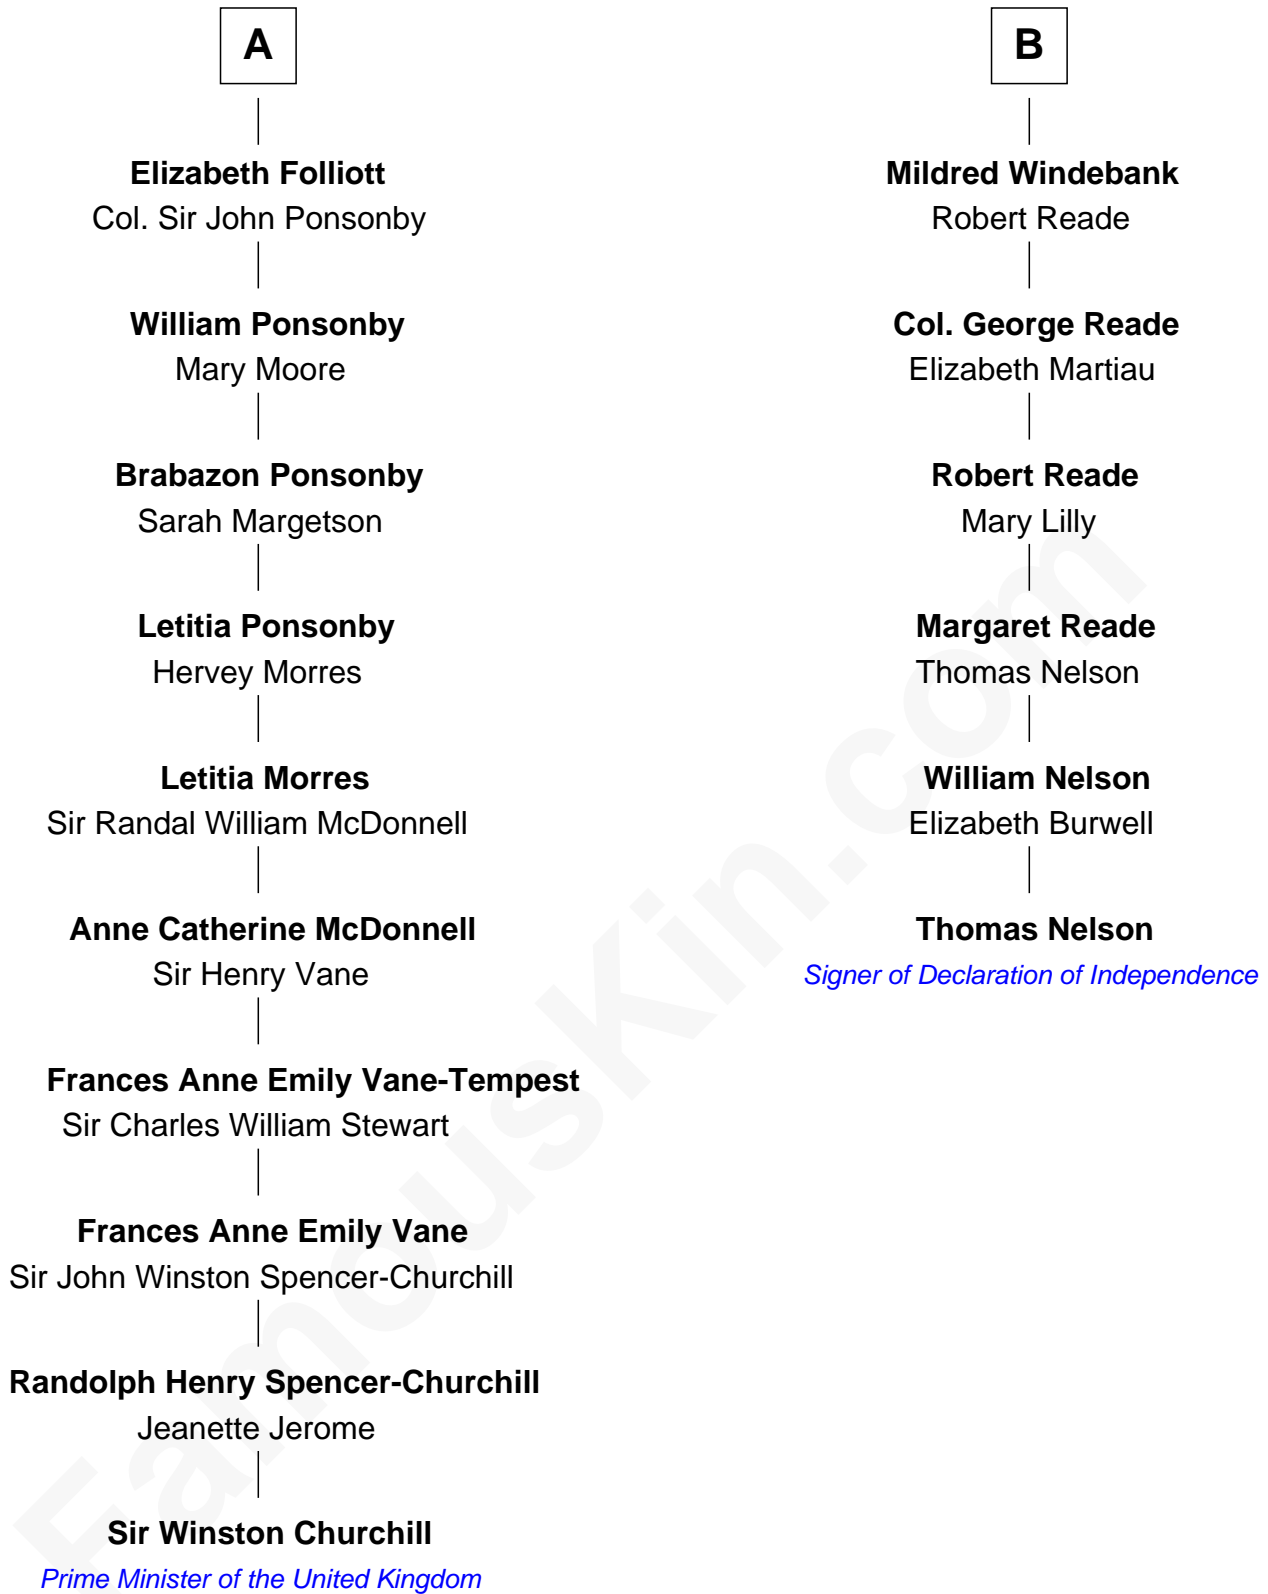 A
Elizabeth Folliott
Col. Sir John Ponsonby
William Ponsonby
Mary Moore
Brabazon Ponsonby
Sarah Margetson
Letitia Ponsonby
Hervey Morres
Letitia Morres
Sir Randal William McDonnell
Anne Catherine McDonnell
Sir Henry Vane
Frances Anne Emily Vane-Tempest
Sir Charles William Stewart
Frances Anne Emily Vane
Sir John Winston Spencer-Churchill
Randolph Henry Spencer-Churchill
Jeanette Jerome
Sir Winston Churchill
Prime Minister of the United Kingdom
B
Mildred Windebank
Robert Reade
Col. George Reade
Elizabeth Martiau
Robert Reade
Mary Lilly
Margaret Reade
Thomas Nelson
William Nelson
Elizabeth Burwell
Thomas Nelson
Signer of Declaration of Independence
FamousKin.com